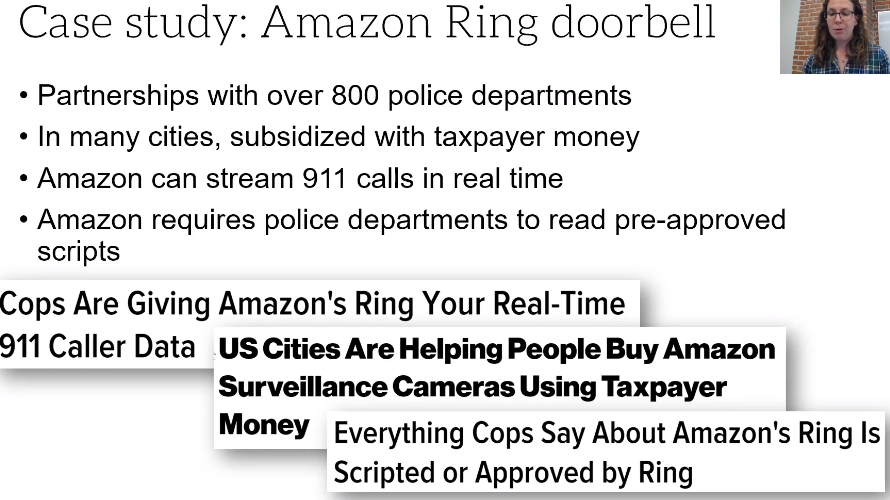 Case study: Amazon Ring doorbell
• Partnerships with over 800 police departments
• In many cities, subsidized with taxpayer money
• Amazon can stream 911 calls in real time
• Amazon requires police departments to read pre-approved
scripts
Cops Are Giving Amazon's Ring Your Real-Time
911 Caller Data
US Cities Are Helping People Buy Amazon
Surveillance Cameras Using Taxpayer
Money
Everything Cops Say About Amazon's Ring Is
Scripted or Approved by Ring